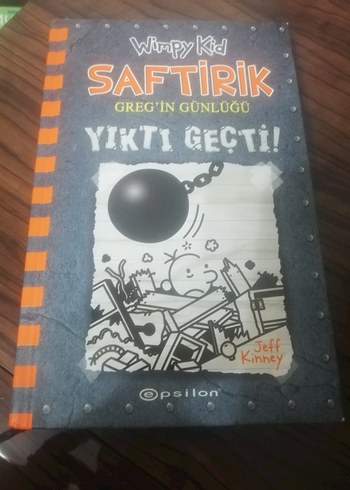 Wimpy Kid
SAFTİRİK
GREG'İN GÜNLÜĞÜ
YIKTI GEÇTİ!
Jeff
Kinney
epsilon